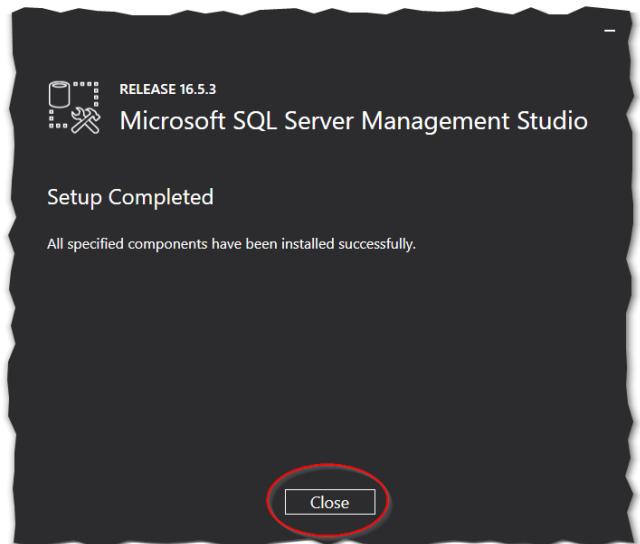 RELEASE 16.5.3
Microsoft SQL Server Management Studio
Setup Completed
All specified components have been installed successfully.
Close